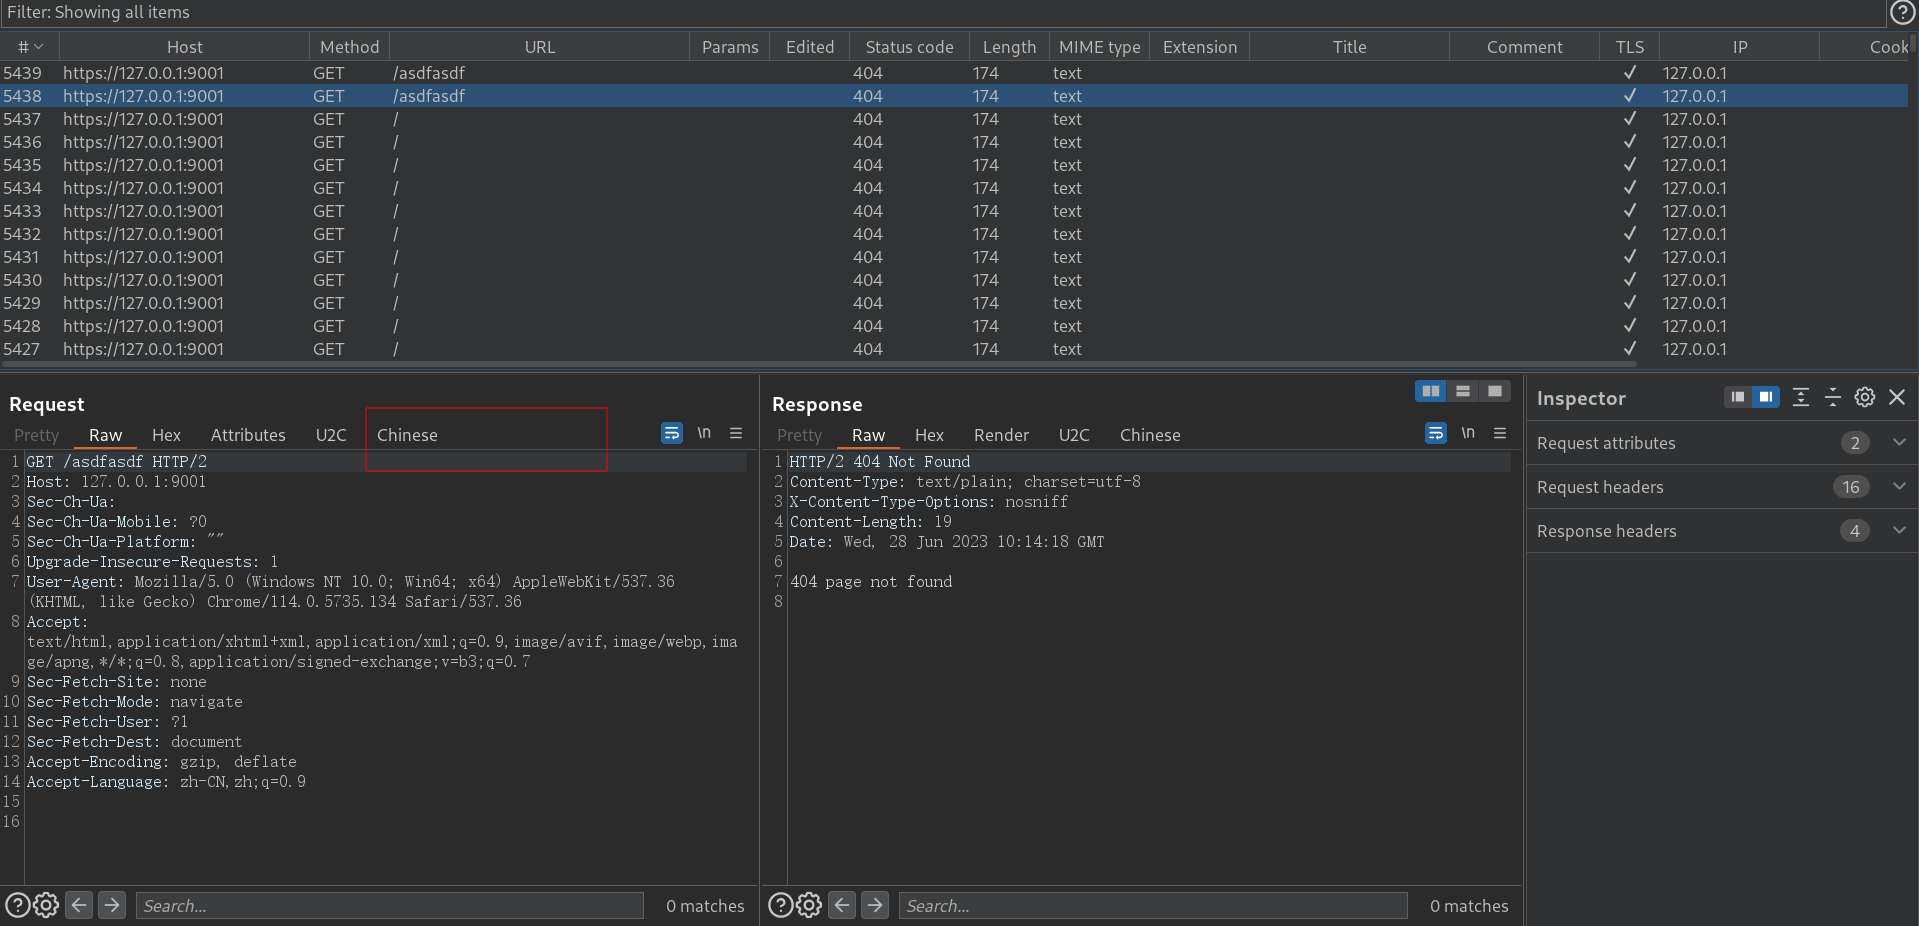 Filter: Showing all items
# Host Method URL Params Edited Status code Length MIME type Extension Title Comment TLS IP Cook
5439 https://127.0.0.1:9001 GET /asdfasdf 404 174 text ✓ 127.0.0.1
5438 https://127.0.0.1:9001 GET /asdfasdf 404 174 text ✓ 127.0.0.1
5437 https://127.0.0.1:9001 GET / 404 174 text ✓ 127.0.0.1
5436 https://127.0.0.1:9001 GET / 404 174 text ✓ 127.0.0.1
5435 https://127.0.0.1:9001 GET / 404 174 text ✓ 127.0.0.1
5434 https://127.0.0.1:9001 GET / 404 174 text ✓ 127.0.0.1
5433 https://127.0.0.1:9001 GET / 404 174 text ✓ 127.0.0.1
5432 https://127.0.0.1:9001 GET / 404 174 text ✓ 127.0.0.1
5431 https://127.0.0.1:9001 GET / 404 174 text ✓ 127.0.0.1
5430 https://127.0.0.1:9001 GET / 404 174 text ✓ 127.0.0.1
5429 https://127.0.0.1:9001 GET / 404 174 text ✓ 127.0.0.1
5428 https://127.0.0.1:9001 GET / 404 174 text ✓ 127.0.0.1
5427 https://127.0.0.1:9001 GET / 404 174 text ✓ 127.0.0.1
Request
Pretty Raw Hex Attributes U2C Chinese \n
1 GET /asdfasdf HTTP/2
2 Host: 127.0.0.1:9001
3 Sec-Ch-Ua:
4 Sec-Ch-Ua-Mobile: ?0
5 Sec-Ch-Ua-Platform: ""
6 Upgrade-Insecure-Requests: 1
7 User-Agent: Mozilla/5.0 (Windows NT 10.0; Win64; x64) AppleWebKit/537.36
(KHTML, like Gecko) Chrome/114.0.5735.134 Safari/537.36
8 Accept:
text/html,application/xhtml+xml,application/xml;q=0.9,image/avif,image/webp,ima
ge/apng,*/*;q=0.8,application/signed-exchange;v=b3;q=0.7
9 Sec-Fetch-Site: none
10 Sec-Fetch-Mode: navigate
11 Sec-Fetch-User: ?1
12 Sec-Fetch-Dest: document
13 Accept-Encoding: gzip, deflate
14 Accept-Language: zh-CN,zh;q=0.9
15
16
Search... 0 matches
Response
Pretty Raw Hex Render U2C Chinese \n
1 HTTP/2 404 Not Found
2 Content-Type: text/plain; charset=utf-8
3 X-Content-Type-Options: nosniff
4 Content-Length: 19
5 Date: Wed, 28 Jun 2023 10:14:18 GMT
6
7 404 page not found
8
Search... 0 matches
Inspector
Request attributes 2
Request headers 16
Response headers 4